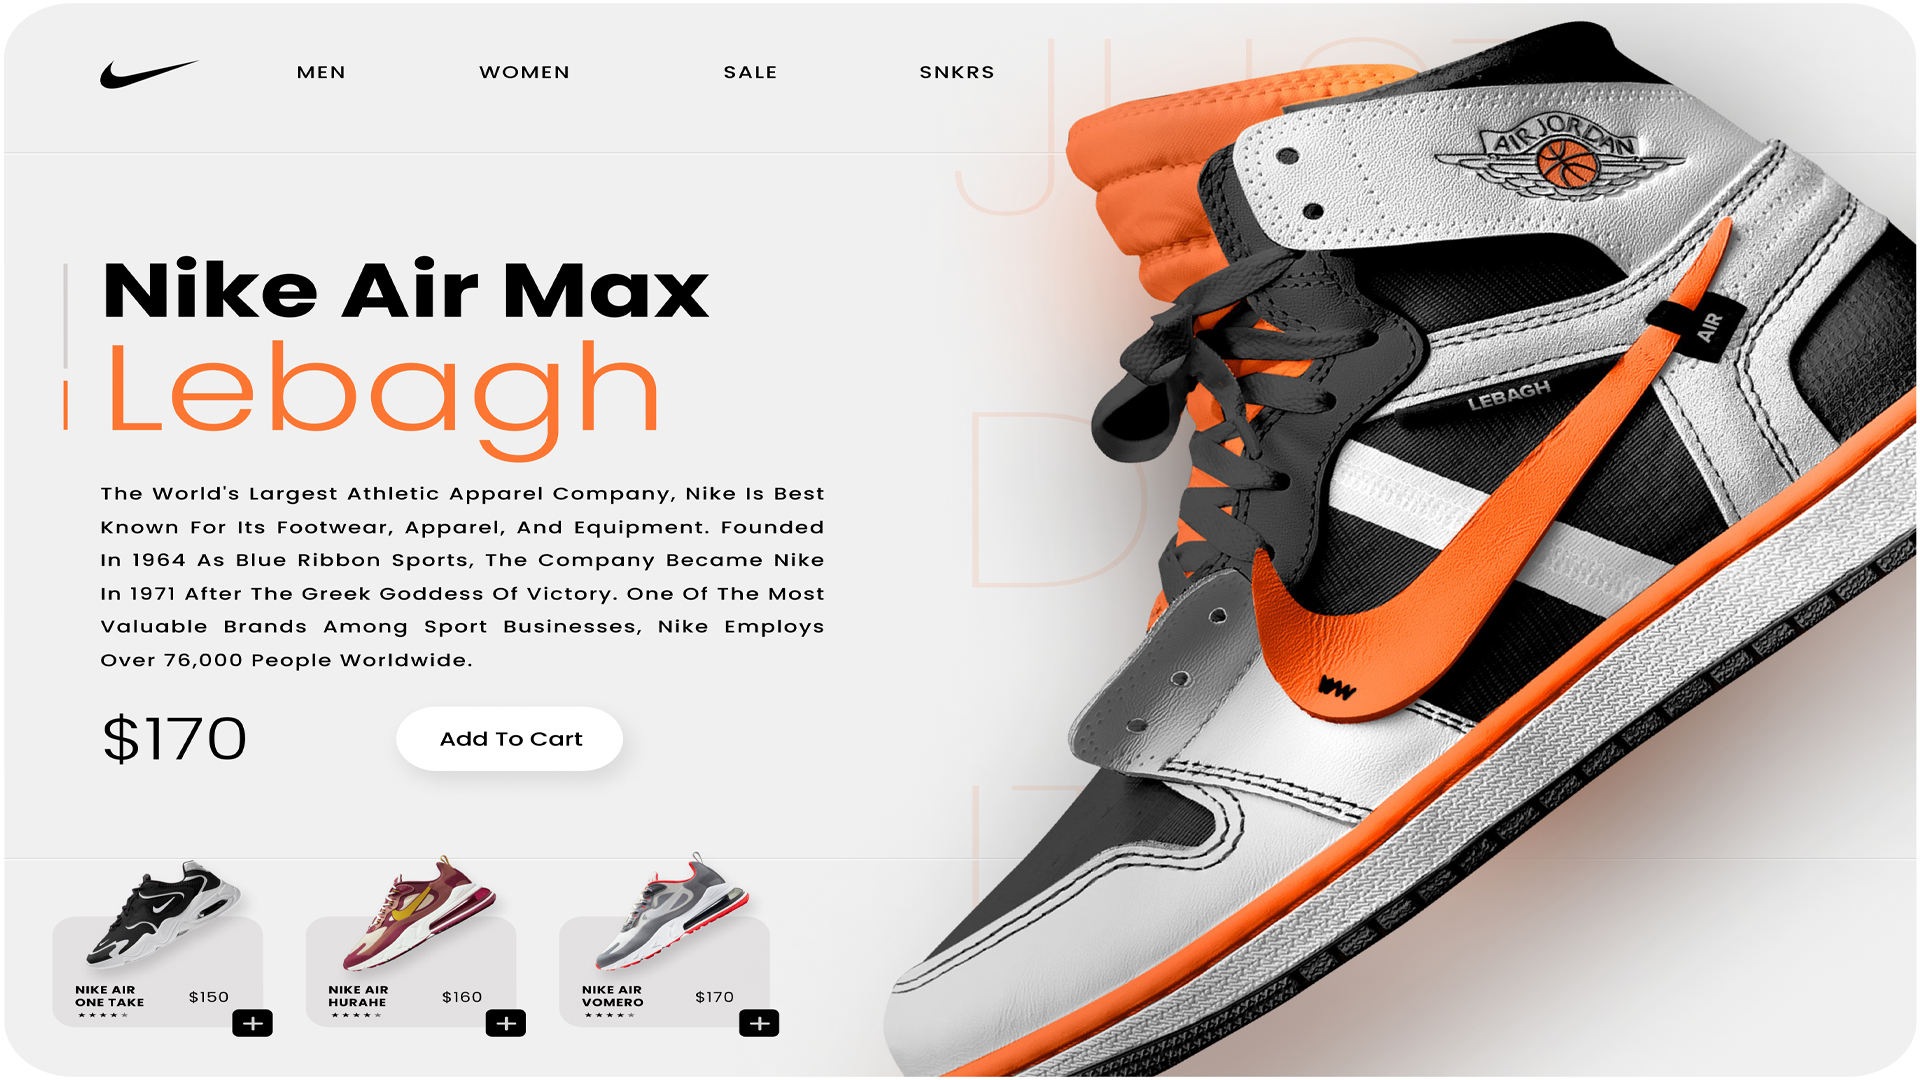 MEN WOMEN SALE SNKRS
JUST
AIR JORDAN
Nike Air Max
Lebagh
AIR
LEBAGH
The World's Largest Athletic Apparel Company, Nike Is Best
Known For Its Footwear, Apparel, And Equipment. Founded
In 1964 As Blue Ribbon Sports, The Company Became Nike
In 1971 After The Greek Goddess Of Victory. One Of The Most
Valuable Brands Among Sport Businesses, Nike Employs
Over 76,000 People Worldwide.
D
IT
$170 Add To Cart
NIKE AIR
ONE TAKE
$150
NIKE AIR
HURAHE
$160
NIKE AIR
VOMERO
$170